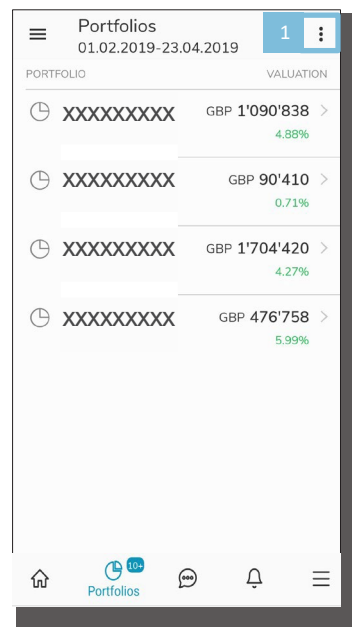 Portfolios
1
01.02.2019-23.04.2019
PORTFOLIO VALUATION
XXXXXXXXX GBP 1'090'838
4.88%
XXXXXXXXX GBP 90'410
0.71%
XXXXXXXXX GBP 1'704'420
4.27%
XXXXXXXXX GBP 476'758
5.99%
10+
Portfolios